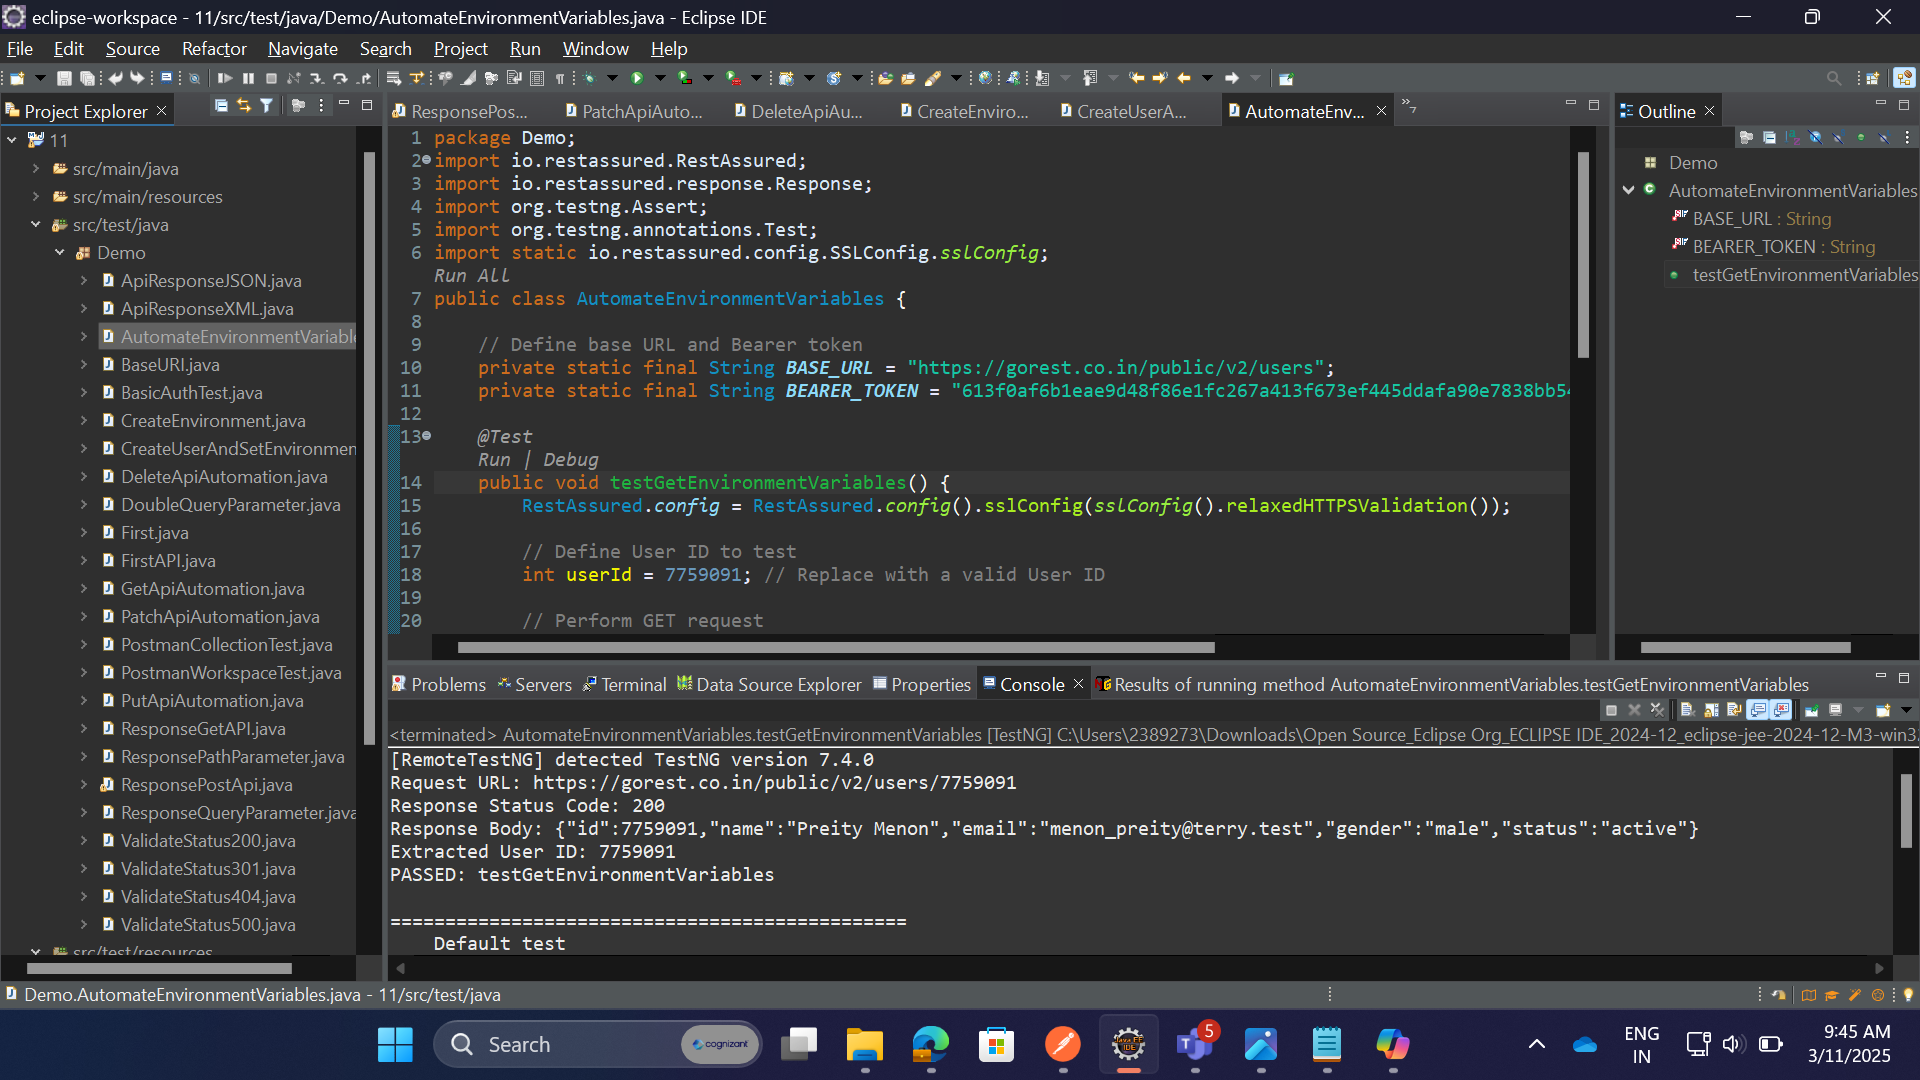 eclipse-workspace - 11/src/test/java/Demo/AutomateEnvironmentVariables.java - Eclipse IDE
File Edit Source Refactor Navigate Search Project Run Window Help
Project Explorer
11
src/main/java
src/main/resources
src/test/java
Demo
ApiResponseJSON.java
ApiResponseXML.java
AutomateEnvironmentVariabl
BaseURI.java
BasicAuthTest.java
CreateEnvironment.java
CreateUserAndSetEnvironmen
DeleteApiAutomation.java
DoubleQueryParameter.java
First.java
FirstAPI.java
GetApiAutomation.java
PatchApiAutomation.java
PostmanCollectionTest.java
PostmanWorkspaceTest.java
PutApiAutomation.java
ResponseGetAPI.java
ResponsePathParameter.java
ResponsePostApi.java
ResponseQueryParameter.java
ValidateStatus200.java
ValidateStatus301.java
ValidateStatus404.java
ValidateStatus500.java
src/test/resources
ResponsePos... PatchApiAuto... DeleteApiAu... CreateEnviro... CreateUserA... AutomateEnv... »7
1 package Demo;
2 import io.restassured.RestAssured;
3 import io.restassured.response.Response;
4 import org.testng.Assert;
5 import org.testng.annotations.Test;
6 import static io.restassured.config.SSLConfig.sslConfig;
Run All
7 public class AutomateEnvironmentVariables {
8
9 // Define base URL and Bearer token
10 private static final String BASE_URL = "https://gorest.co.in/public/v2/users";
11 private static final String BEARER_TOKEN = "613f0af6b1eae9d48f86e1fc267a413f673ef445ddafa90e7838bb54
12
13 @Test
Run | Debug
14 public void testGetEnvironmentVariables() {
15 RestAssured.config = RestAssured.config().sslConfig(sslConfig().relaxedHTTPSValidation());
16
17 // Define User ID to test
18 int userId = 7759091; // Replace with a valid User ID
19
20 // Perform GET request
Outline
Demo
AutomateEnvironmentVariables
BASE_URL : String
BEARER_TOKEN : String
testGetEnvironmentVariables
Problems Servers Terminal Data Source Explorer Properties Console Results of running method AutomateEnvironmentVariables.testGetEnvironmentVariables
<terminated> AutomateEnvironmentVariables.testGetEnvironmentVariables [TestNG] C:\Users\2389273\Downloads\Open Source_Eclipse Org_ECLIPSE IDE_2024-12_eclipse-jee-2024-12-M3-win32
[RemoteTestNG] detected TestNG version 7.4.0
Request URL: https://gorest.co.in/public/v2/users/7759091
Response Status Code: 200
Response Body: {"id":7759091,"name":"Preity Menon","email":"menon_preity@terry.test","gender":"male","status":"active"}
Extracted User ID: 7759091
PASSED: testGetEnvironmentVariables
===============================================
Default test
Demo.AutomateEnvironmentVariables.java - 11/src/test/java
Search cognizant
JAVA EE IDE
5
ENG
IN
9:45 AM
3/11/2025